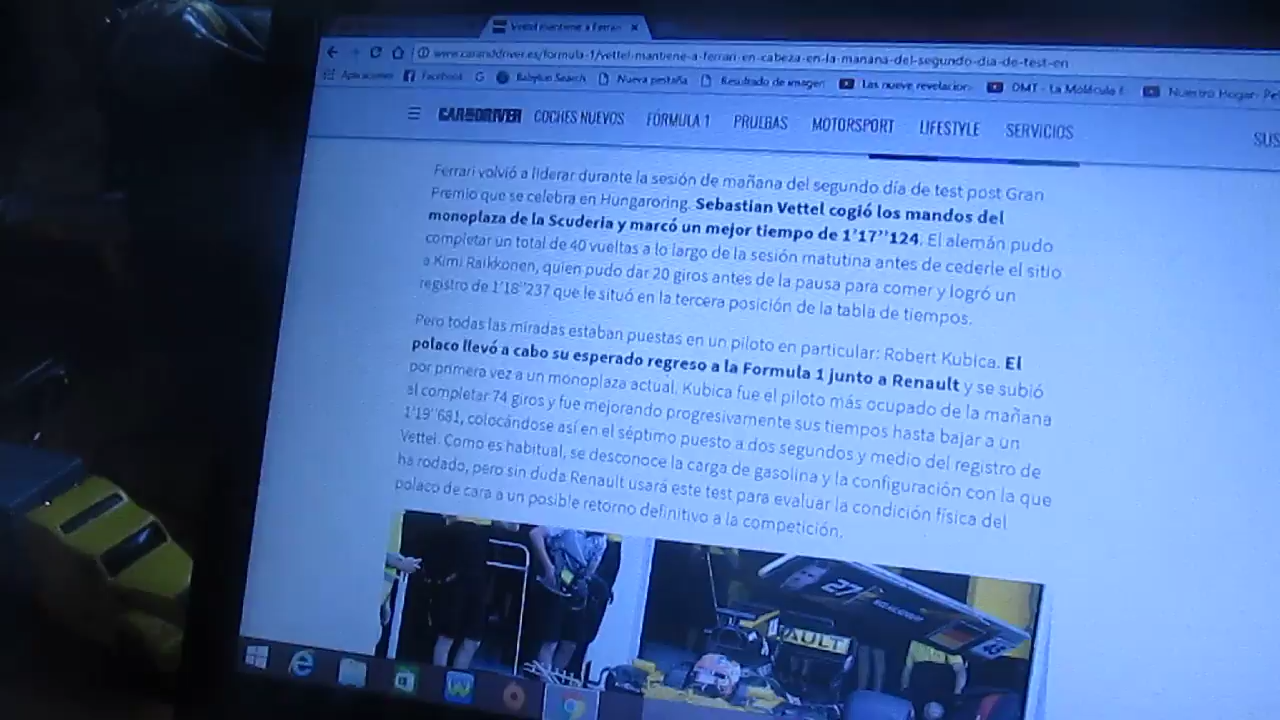 Vettel mantiene a Ferrari
www.caranddriver.es/formula-1/vettel-mantiene-a-ferrari-en-cabeza-en-la-manana-del-segundo-dia-de-test-en
Aplicaciones Facebook G Babylon Search Nueva pestaña Resultado de imagen Las nueve revelacion DMT - La Molécula Nuestro Hogar- Pel
CAR AND DRIVER COCHES NUEVOS FÓRMULA 1 PRUEBAS MOTORSPORT LIFESTYLE SERVICIOS SUS
Ferrari volvió a liderar durante la sesión de mañana del segundo día de test post Gran
Premio que se celebra en Hungaroring. Sebastian Vettel cogió los mandos del
monoplaza de la Scuderia y marcó un mejor tiempo de 1'17''124. El alemán pudo
completar un total de 40 vueltas a lo largo de la sesión matutina antes de cederle el sitio
a Kimi Raikkonen, quien pudo dar 20 giros antes de la pausa para comer y logró un
registro de 1'18''237 que le situó en la tercera posición de la tabla de tiempos.
Pero todas las miradas estaban puestas en un piloto en particular: Robert Kubica. El
polaco llevó a cabo su esperado regreso a la Formula 1 junto a Renault y se subió
por primera vez a un monoplaza actual. Kubica fue el piloto más ocupado de la mañana
al completar 74 giros y fue mejorando progresivamente sus tiempos hasta bajar a un
1'19''681, colocándose así en el séptimo puesto a dos segundos y medio del registro de
Vettel. Como es habitual, se desconoce la carga de gasolina y la configuración con la que
ha rodado, pero sin duda Renault usará este test para evaluar la condición física del
polaco de cara a un posible retorno definitivo a la competición.
27
AULT